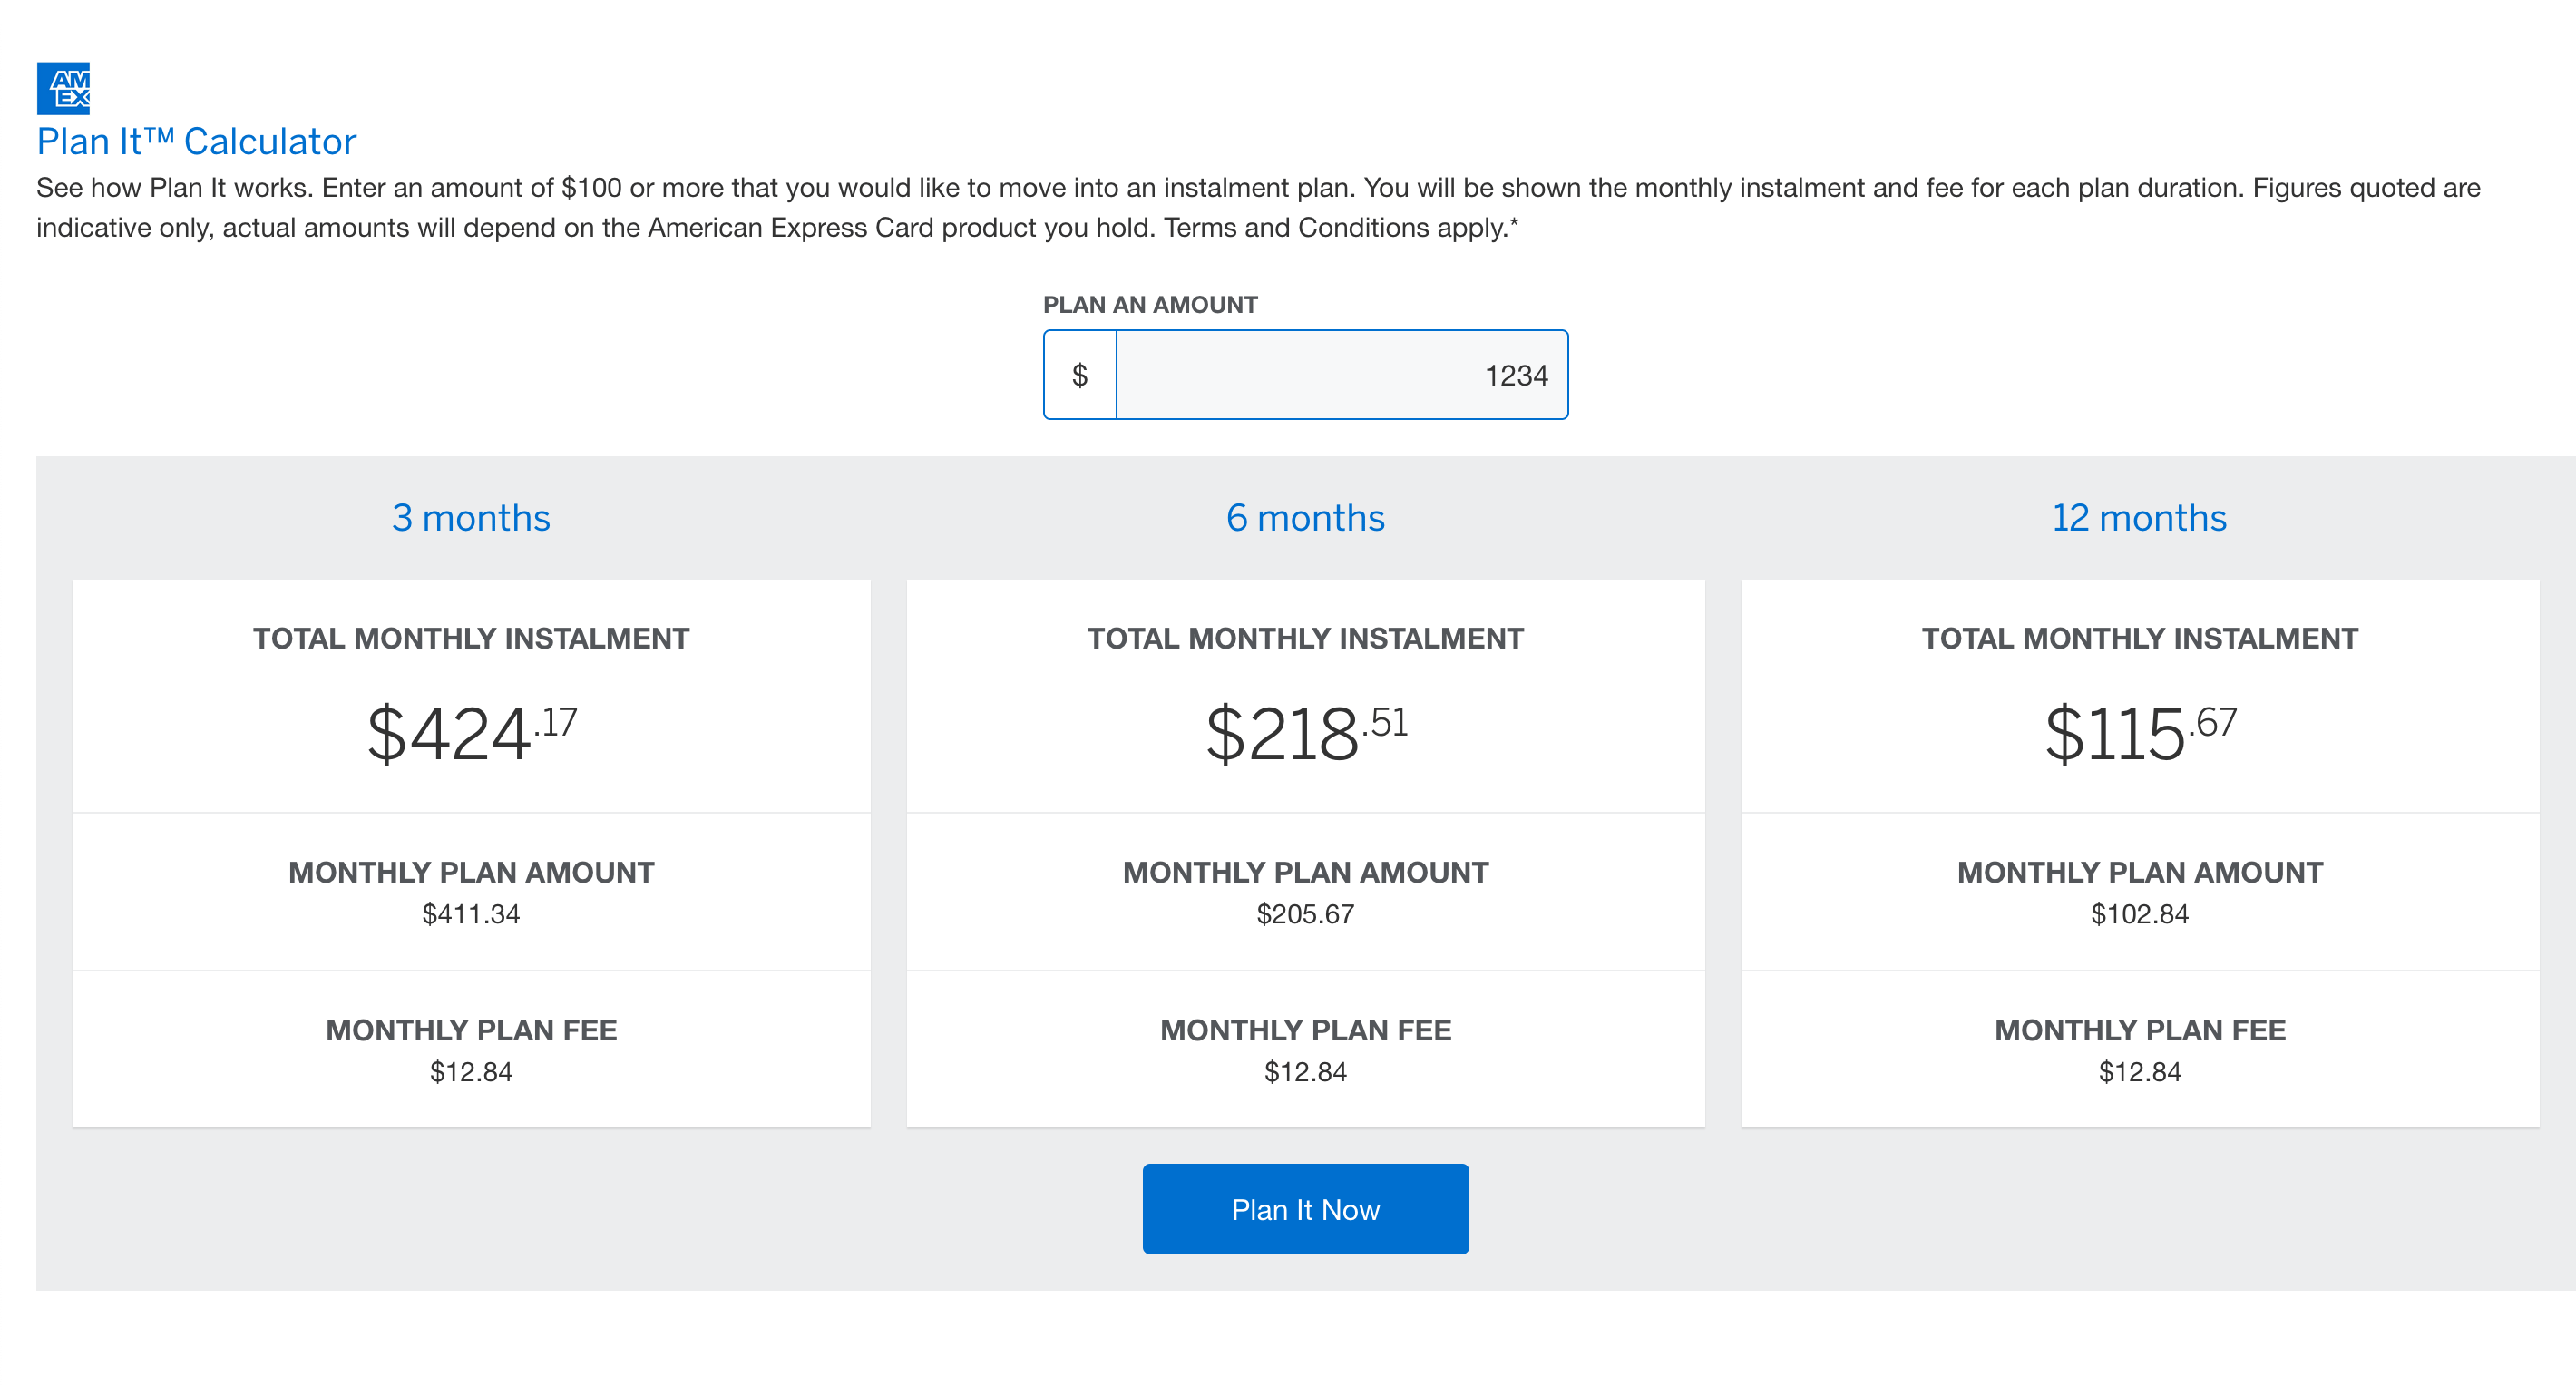 AM
EX
Plan It™ Calculator
See how Plan It works. Enter an amount of $100 or more that you would like to move into an instalment plan. You will be shown the monthly instalment and fee for each plan duration. Figures quoted are
indicative only, actual amounts will depend on the American Express Card product you hold. Terms and Conditions apply.*
PLAN AN AMOUNT
$ 1234
3 months
TOTAL MONTHLY INSTALMENT
$424.17
MONTHLY PLAN AMOUNT
$411.34
MONTHLY PLAN FEE
$12.84
6 months
TOTAL MONTHLY INSTALMENT
$218.51
MONTHLY PLAN AMOUNT
$205.67
MONTHLY PLAN FEE
$12.84
12 months
TOTAL MONTHLY INSTALMENT
$115.67
MONTHLY PLAN AMOUNT
$102.84
MONTHLY PLAN FEE
$12.84
Plan It Now